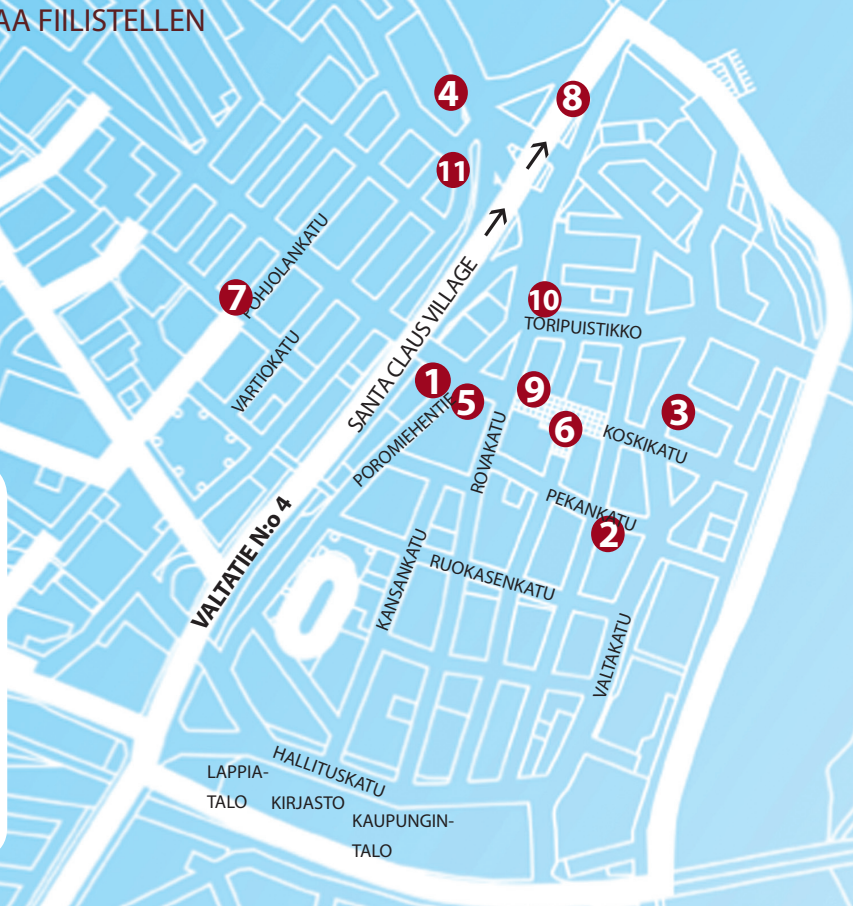 AA FIILISTELLEN
4
8
11
POHJOLANKATU
7
10
TORIPUISTIKKO
SANTA CLAUS VILLAGE
VARTIOKATU
1
9
5
3
6
POROMIEHENTIE
ROVAKATU
KOSKIKATU
PEKANKATU
2
VALTATIE N:o 4
KANSANKATU
RUOKASENKATU
VALTAKATU
HALLITUSKATU
LAPPIA-
TALO
KIRJASTO
KAUPUNGIN-
TALO